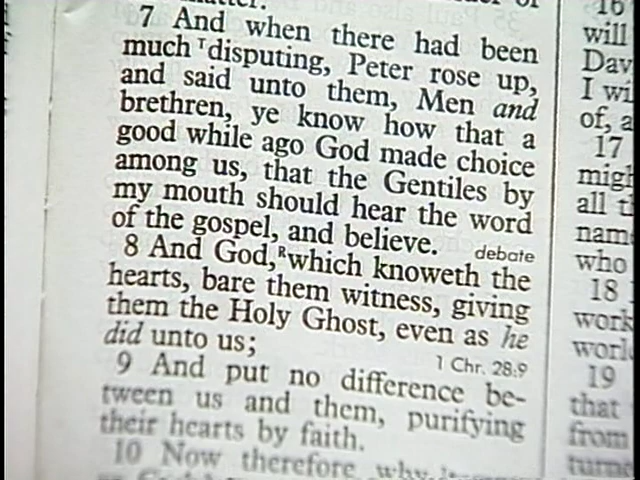 7 And when there had been
much ᵀdisputing, Peter rose up,
and said unto them, Men and
brethren, ye know how that a
good while ago God made choice
among us, that the Gentiles by
my mouth should hear the word
of the gospel, and believe. debate
8 And God,ᴿwhich knoweth the
hearts, bare them witness, giving
them the Holy Ghost, even as he
did unto us; 1 Chr. 28:9
9 And put no difference be-
tween us and them, purifying
their hearts by faith.
10 Now therefore why
16
will
Dav
I wi
of, a
17
migh
all t
nam
who
18
work
worl
19
that
from
turne